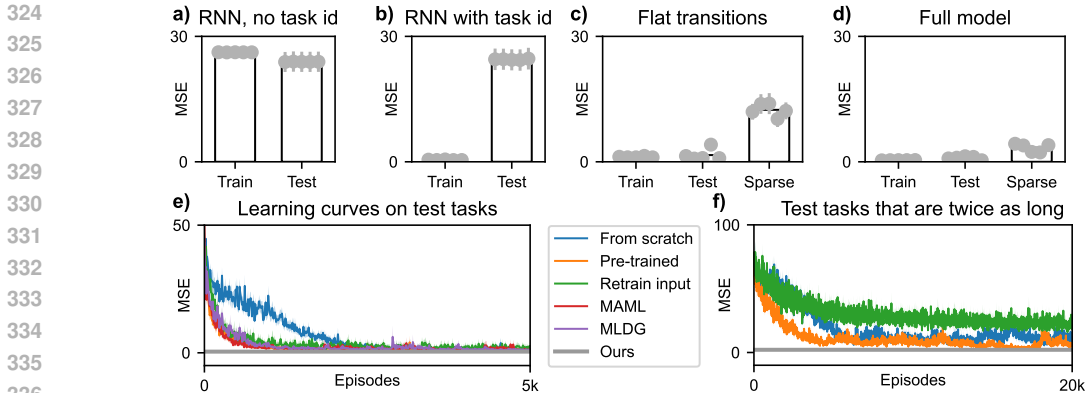 324
325
326
327
328
329
330
331
332
333
334
335
a) RNN, no task id
30
MSE
0
Train Test
b) RNN with task id
30
MSE
0
Train Test
c) Flat transitions
30
MSE
0
Train Test Sparse
d) Full model
30
MSE
0
Train Test Sparse
e) Learning curves on test tasks
50
MSE
0
0 Episodes 5k
From scratch
Pre-trained
Retrain input
MAML
MLDG
Ours
f) Test tasks that are twice as long
100
MSE
0
0 Episodes 20k